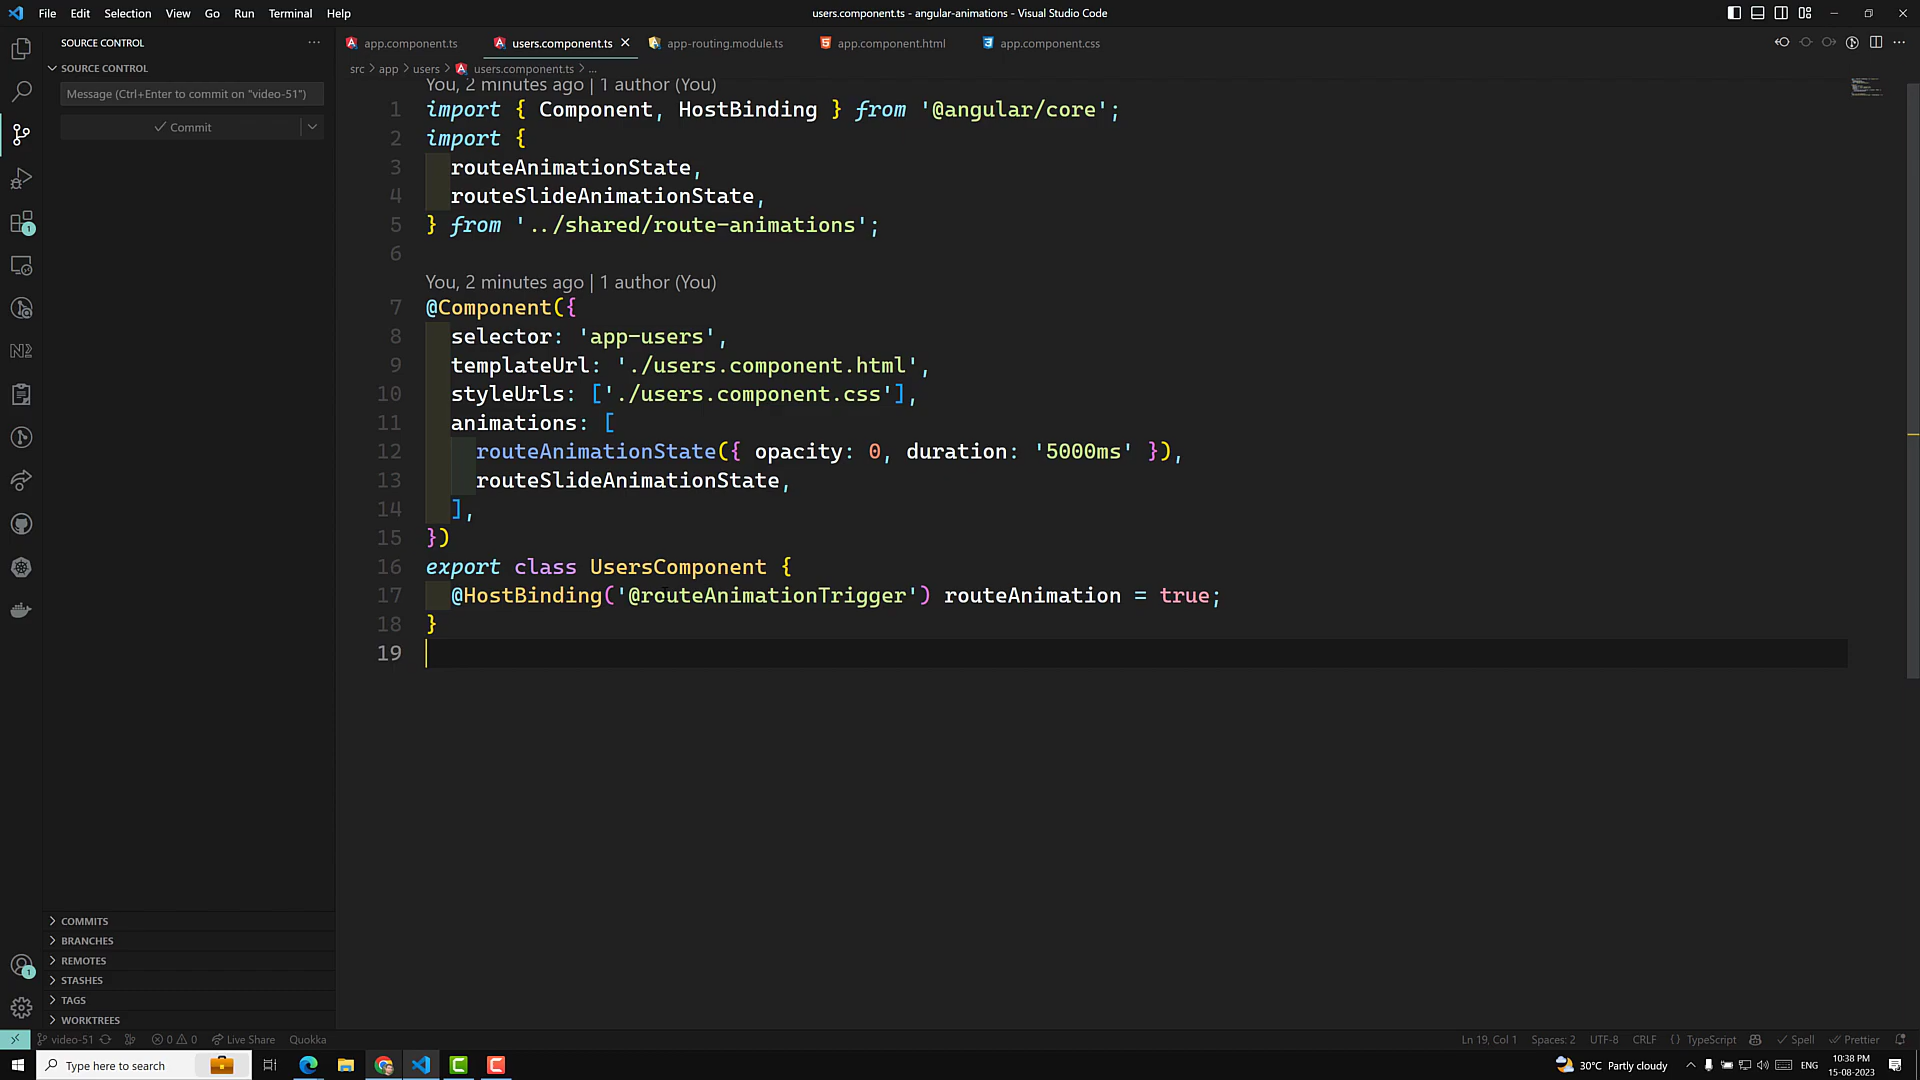 File Edit Selection View Go Run Terminal Help
users.component.ts - angular-animations - Visual Studio Code
SOURCE CONTROL
app.component.ts users.component.ts app-routing.module.ts app.component.html app.component.css
SOURCE CONTROL
src > app > users > users.component.ts > ...
Message (Ctrl+Enter to commit on "video-51")
Commit
You, 2 minutes ago | 1 author (You)
1 import { Component, HostBinding } from '@angular/core';
2 import {
3 routeAnimationState,
4 routeSlideAnimationState,
5 } from '../shared/route-animations';
6
You, 2 minutes ago | 1 author (You)
7 @Component({
8 selector: 'app-users',
9 templateUrl: './users.component.html',
10 styleUrls: ['./users.component.css'],
11 animations: [
12 routeAnimationState({ opacity: 0, duration: '5000ms' }),
13 routeSlideAnimationState,
14 ],
15 })
16 export class UsersComponent {
17 @HostBinding('@routeAnimationTrigger') routeAnimation = true;
18 }
19
COMMITS
BRANCHES
REMOTES
STASHES
TAGS
WORKTREES
1
N2
1
video-51 0 0 Live Share Quokka
Ln 19, Col 1 Spaces: 2 UTF-8 CRLF { } TypeScript Spell Prettier
Type here to search
30°C Partly cloudy ENG
10:38 PM
15-08-2023